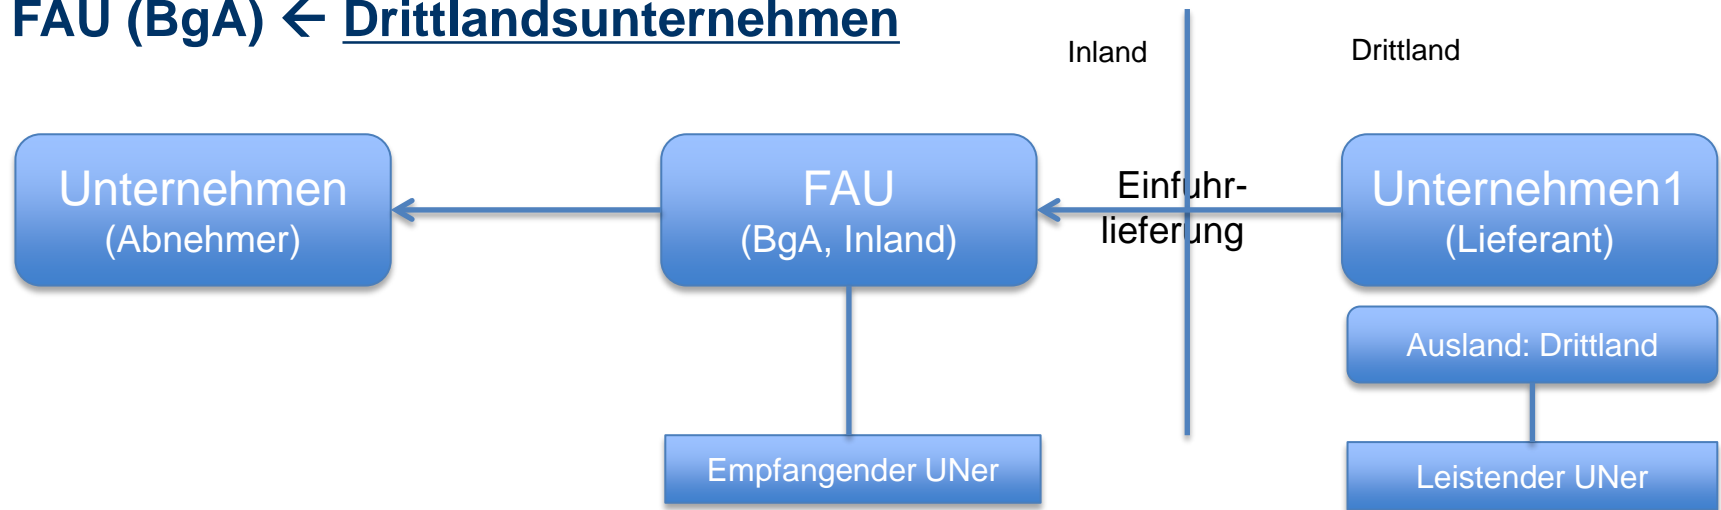 FAU (BgA) ← Drittlandsunternehmen
Inland
Drittland
Unternehmen
(Abnehmer)
FAU
(BgA, Inland)
Einfuhr-
lieferung
Unternehmen1
(Lieferant)
Ausland: Drittland
Empfangender UNer
Leistender UNer